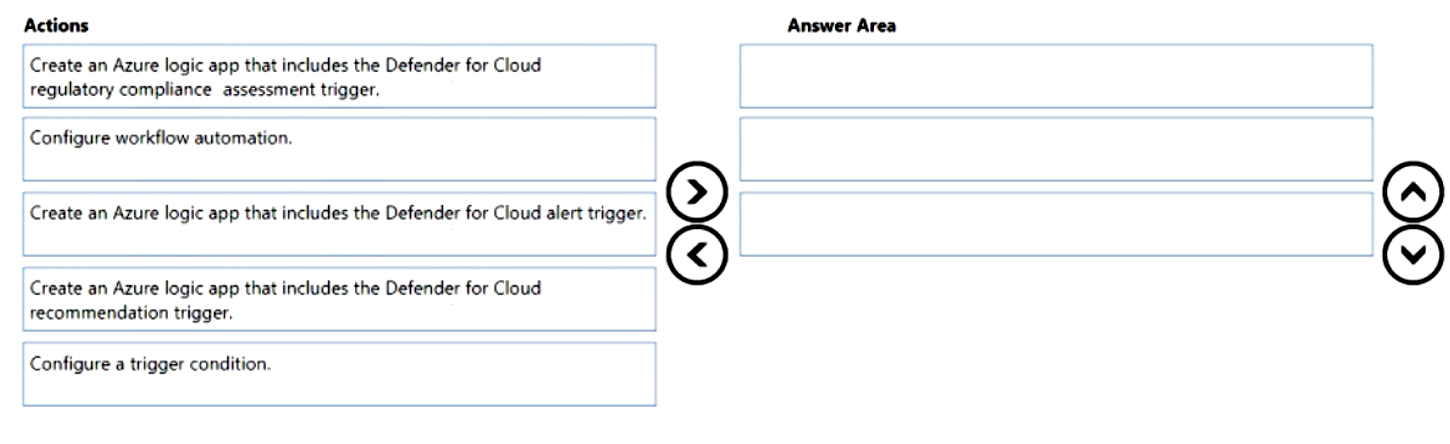 Actions
Answer Area
Create an Azure logic app that includes the Defender for Cloud
regulatory compliance assessment trigger.
Configure workflow automation.
Create an Azure logic app that includes the Defender for Cloud alert trigger.
Create an Azure logic app that includes the Defender for Cloud
recommendation trigger.
Configure a trigger condition.